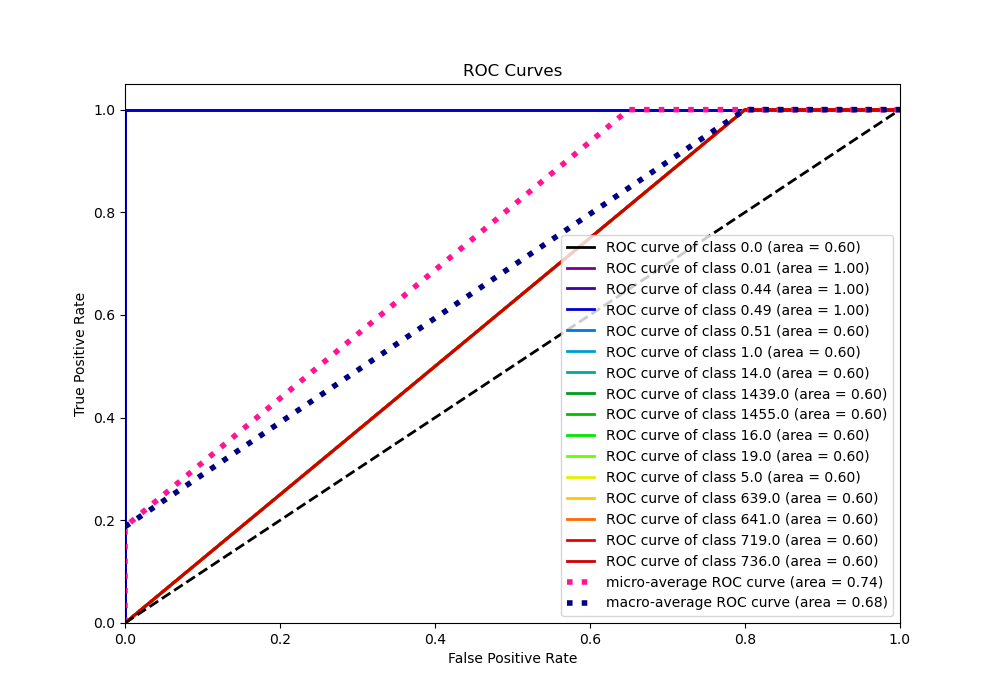 ROC Curves
1.0
0.8
0.6
0.4
0.2
0.0
True Positive Rate
ROC curve of class 0.0 (area = 0.60)
ROC curve of class 0.01 (area = 1.00)
ROC curve of class 0.44 (area = 1.00)
ROC curve of class 0.49 (area = 1.00)
ROC curve of class 0.51 (area = 0.60)
ROC curve of class 1.0 (area = 0.60)
ROC curve of class 14.0 (area = 0.60)
ROC curve of class 1439.0 (area = 0.60)
ROC curve of class 1455.0 (area = 0.60)
ROC curve of class 16.0 (area = 0.60)
ROC curve of class 19.0 (area = 0.60)
ROC curve of class 5.0 (area = 0.60)
ROC curve of class 639.0 (area = 0.60)
ROC curve of class 641.0 (area = 0.60)
ROC curve of class 719.0 (area = 0.60)
ROC curve of class 736.0 (area = 0.60)
micro-average ROC curve (area = 0.74)
macro-average ROC curve (area = 0.68)
0.0 0.2 0.4 0.6 0.8 1.0
False Positive Rate